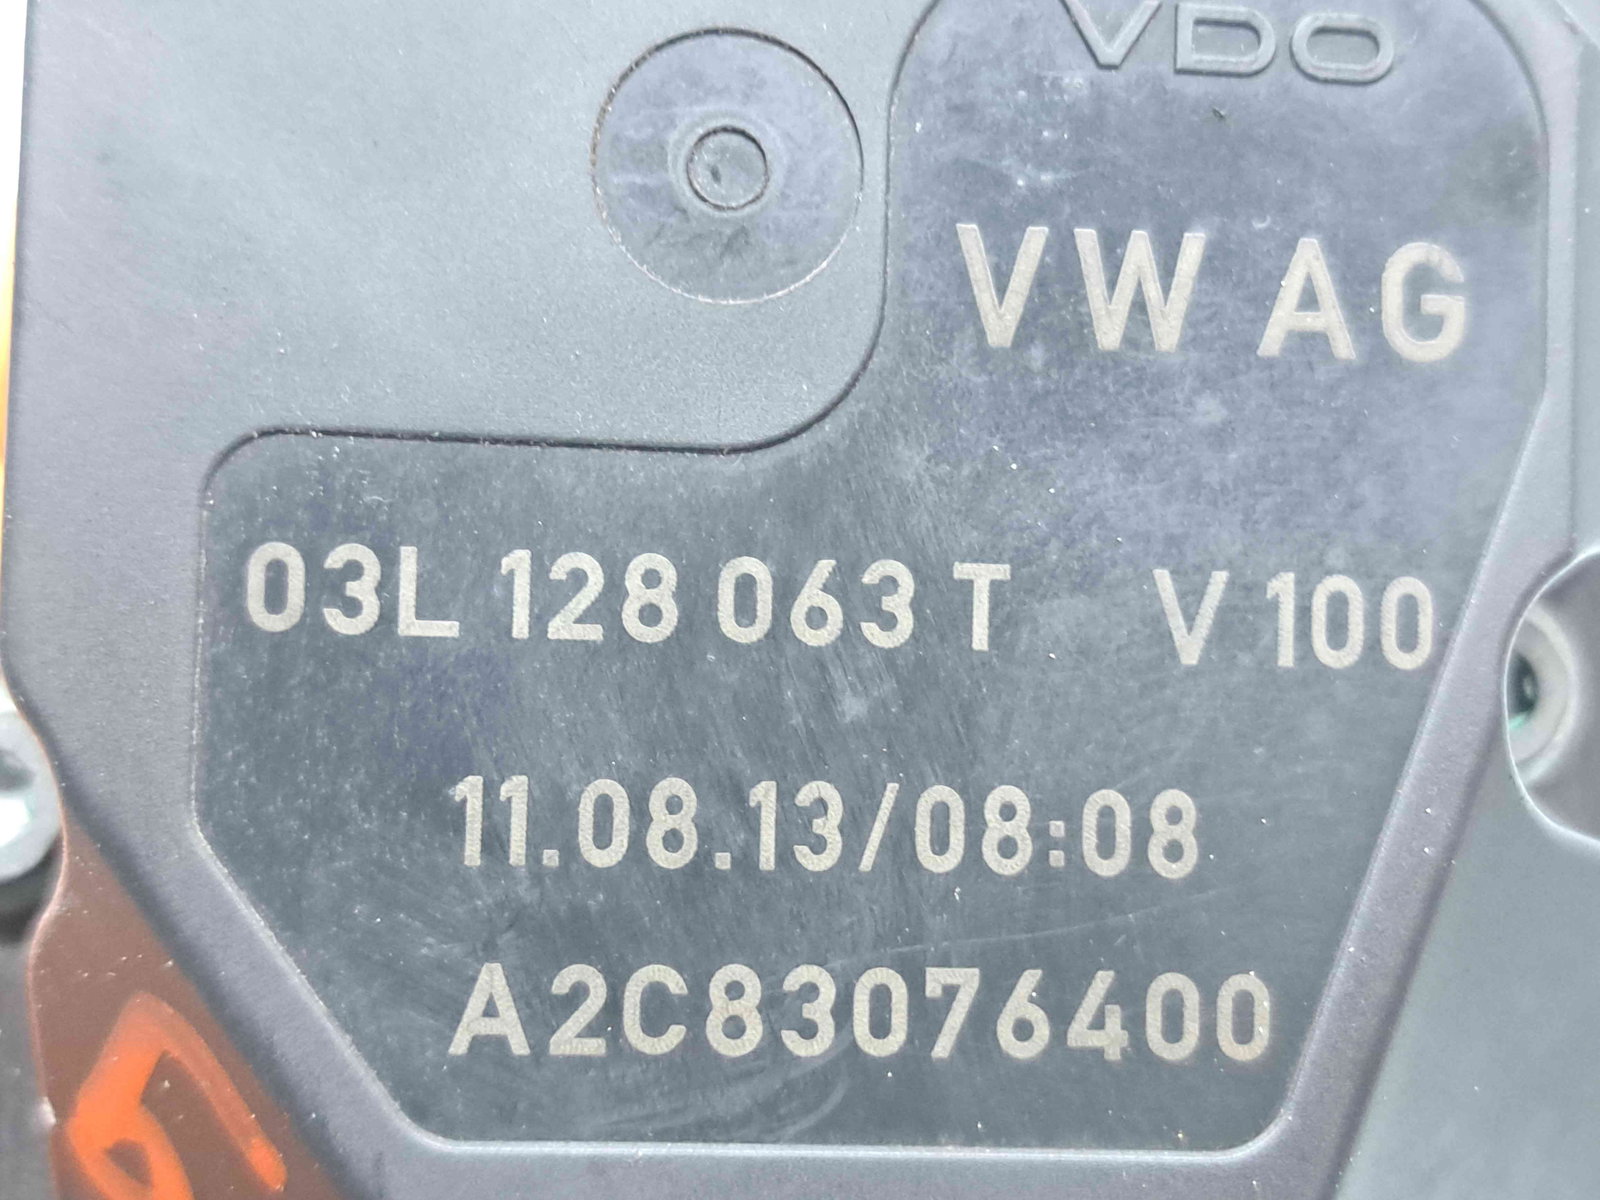 VDO
VW AG
03L 128 063 T V 100
11.08.13/08:08
A2C83076400